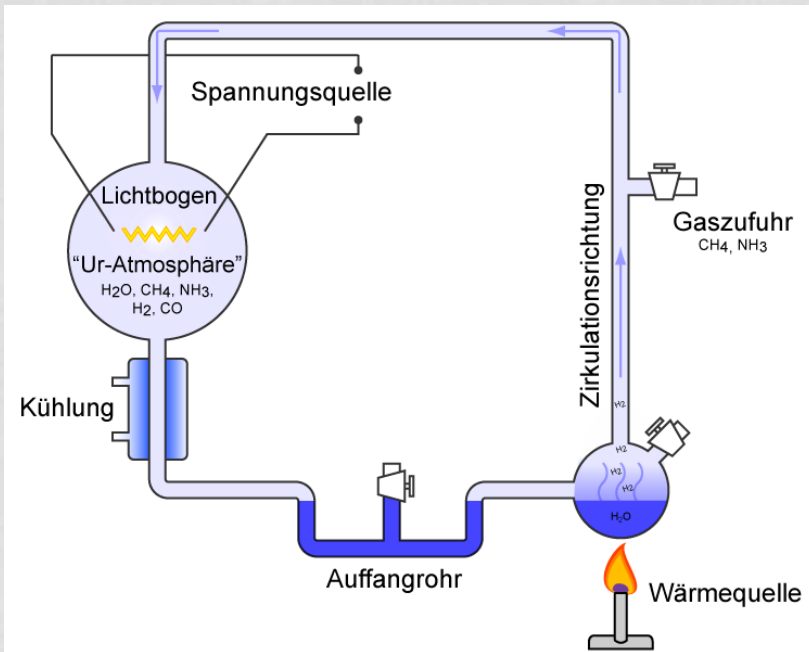 Spannungsquelle
Lichtbogen
"Ur-Atmosphäre"
H2O, CH4, NH3,
H2, CO
Zirkulationsrichtung
Gaszufuhr
CH4, NH3
Kühlung
H2
H2
H2
H2
H2O
Auffangrohr
Wärmequelle